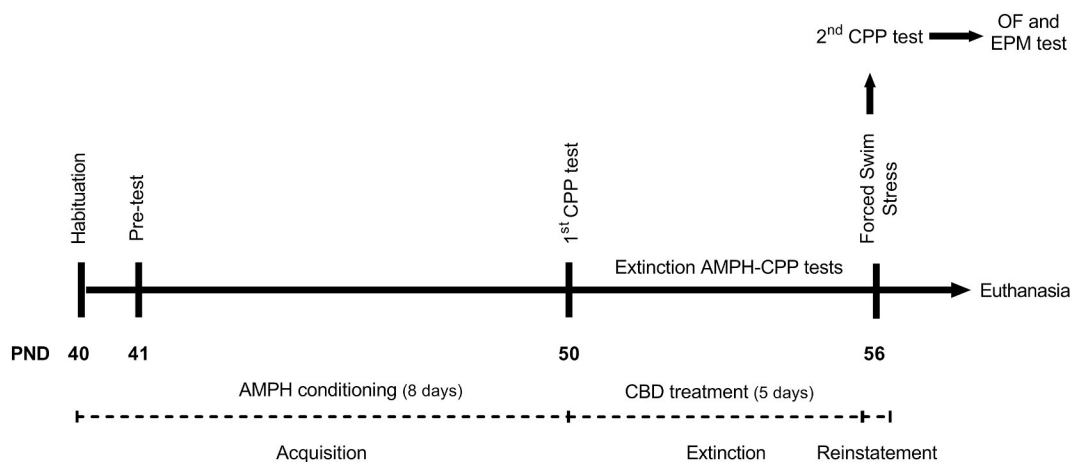 OF and
2nd CPP test
EPM test
Habituation
Pre-test
1st CPP test
Forced Swim
Stress
Extinction AMPH-CPP tests
Euthanasia
PND 40 41 50 56
AMPH conditioning (8 days) CBD treatment (5 days)
Acquisition Extinction Reinstatement